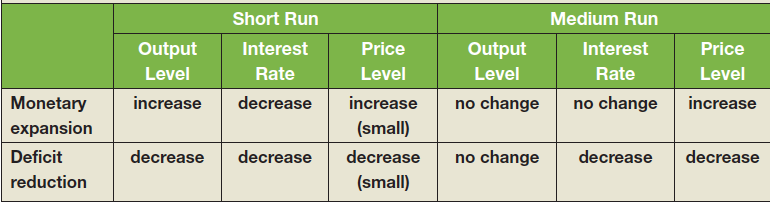 Short Run Medium Run
Output Level Interest Rate Price Level Output Level Interest Rate Price Level
Monetary expansion increase decrease increase (small) no change no change increase
Deficit reduction decrease decrease decrease (small) no change decrease decrease